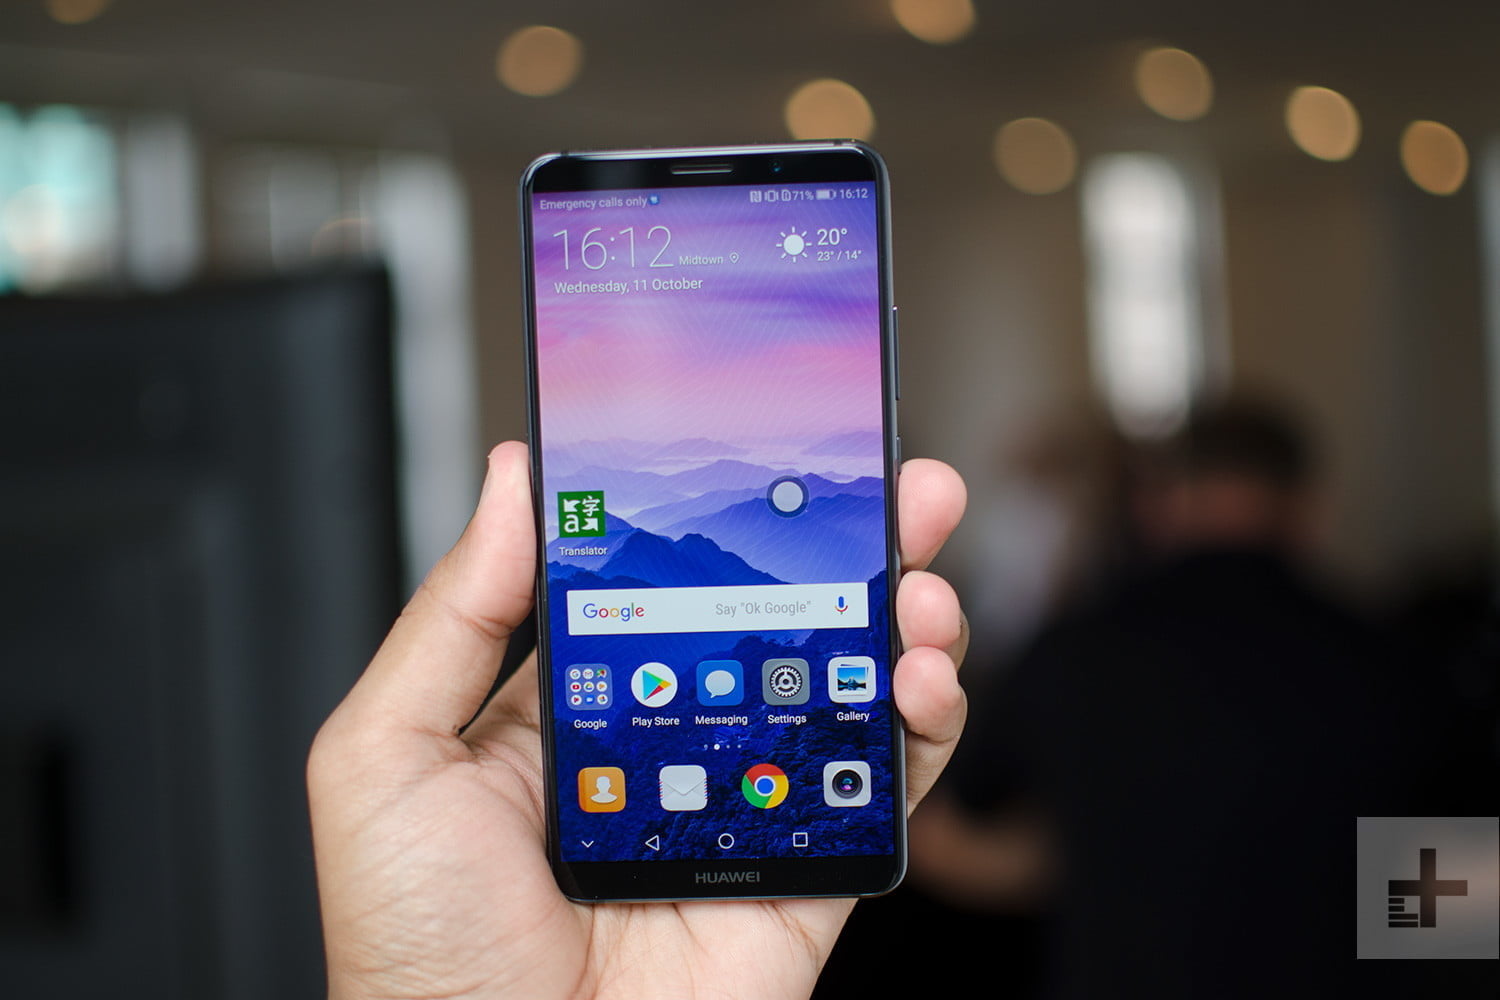 Emergency calls only
71% 16:12
16:12 Midtown
20°
23° / 14°
Wednesday, 11 October
字
a
Translator
Google Say "Ok Google"
Google Play Store Messaging Settings Gallery
HUAWEI